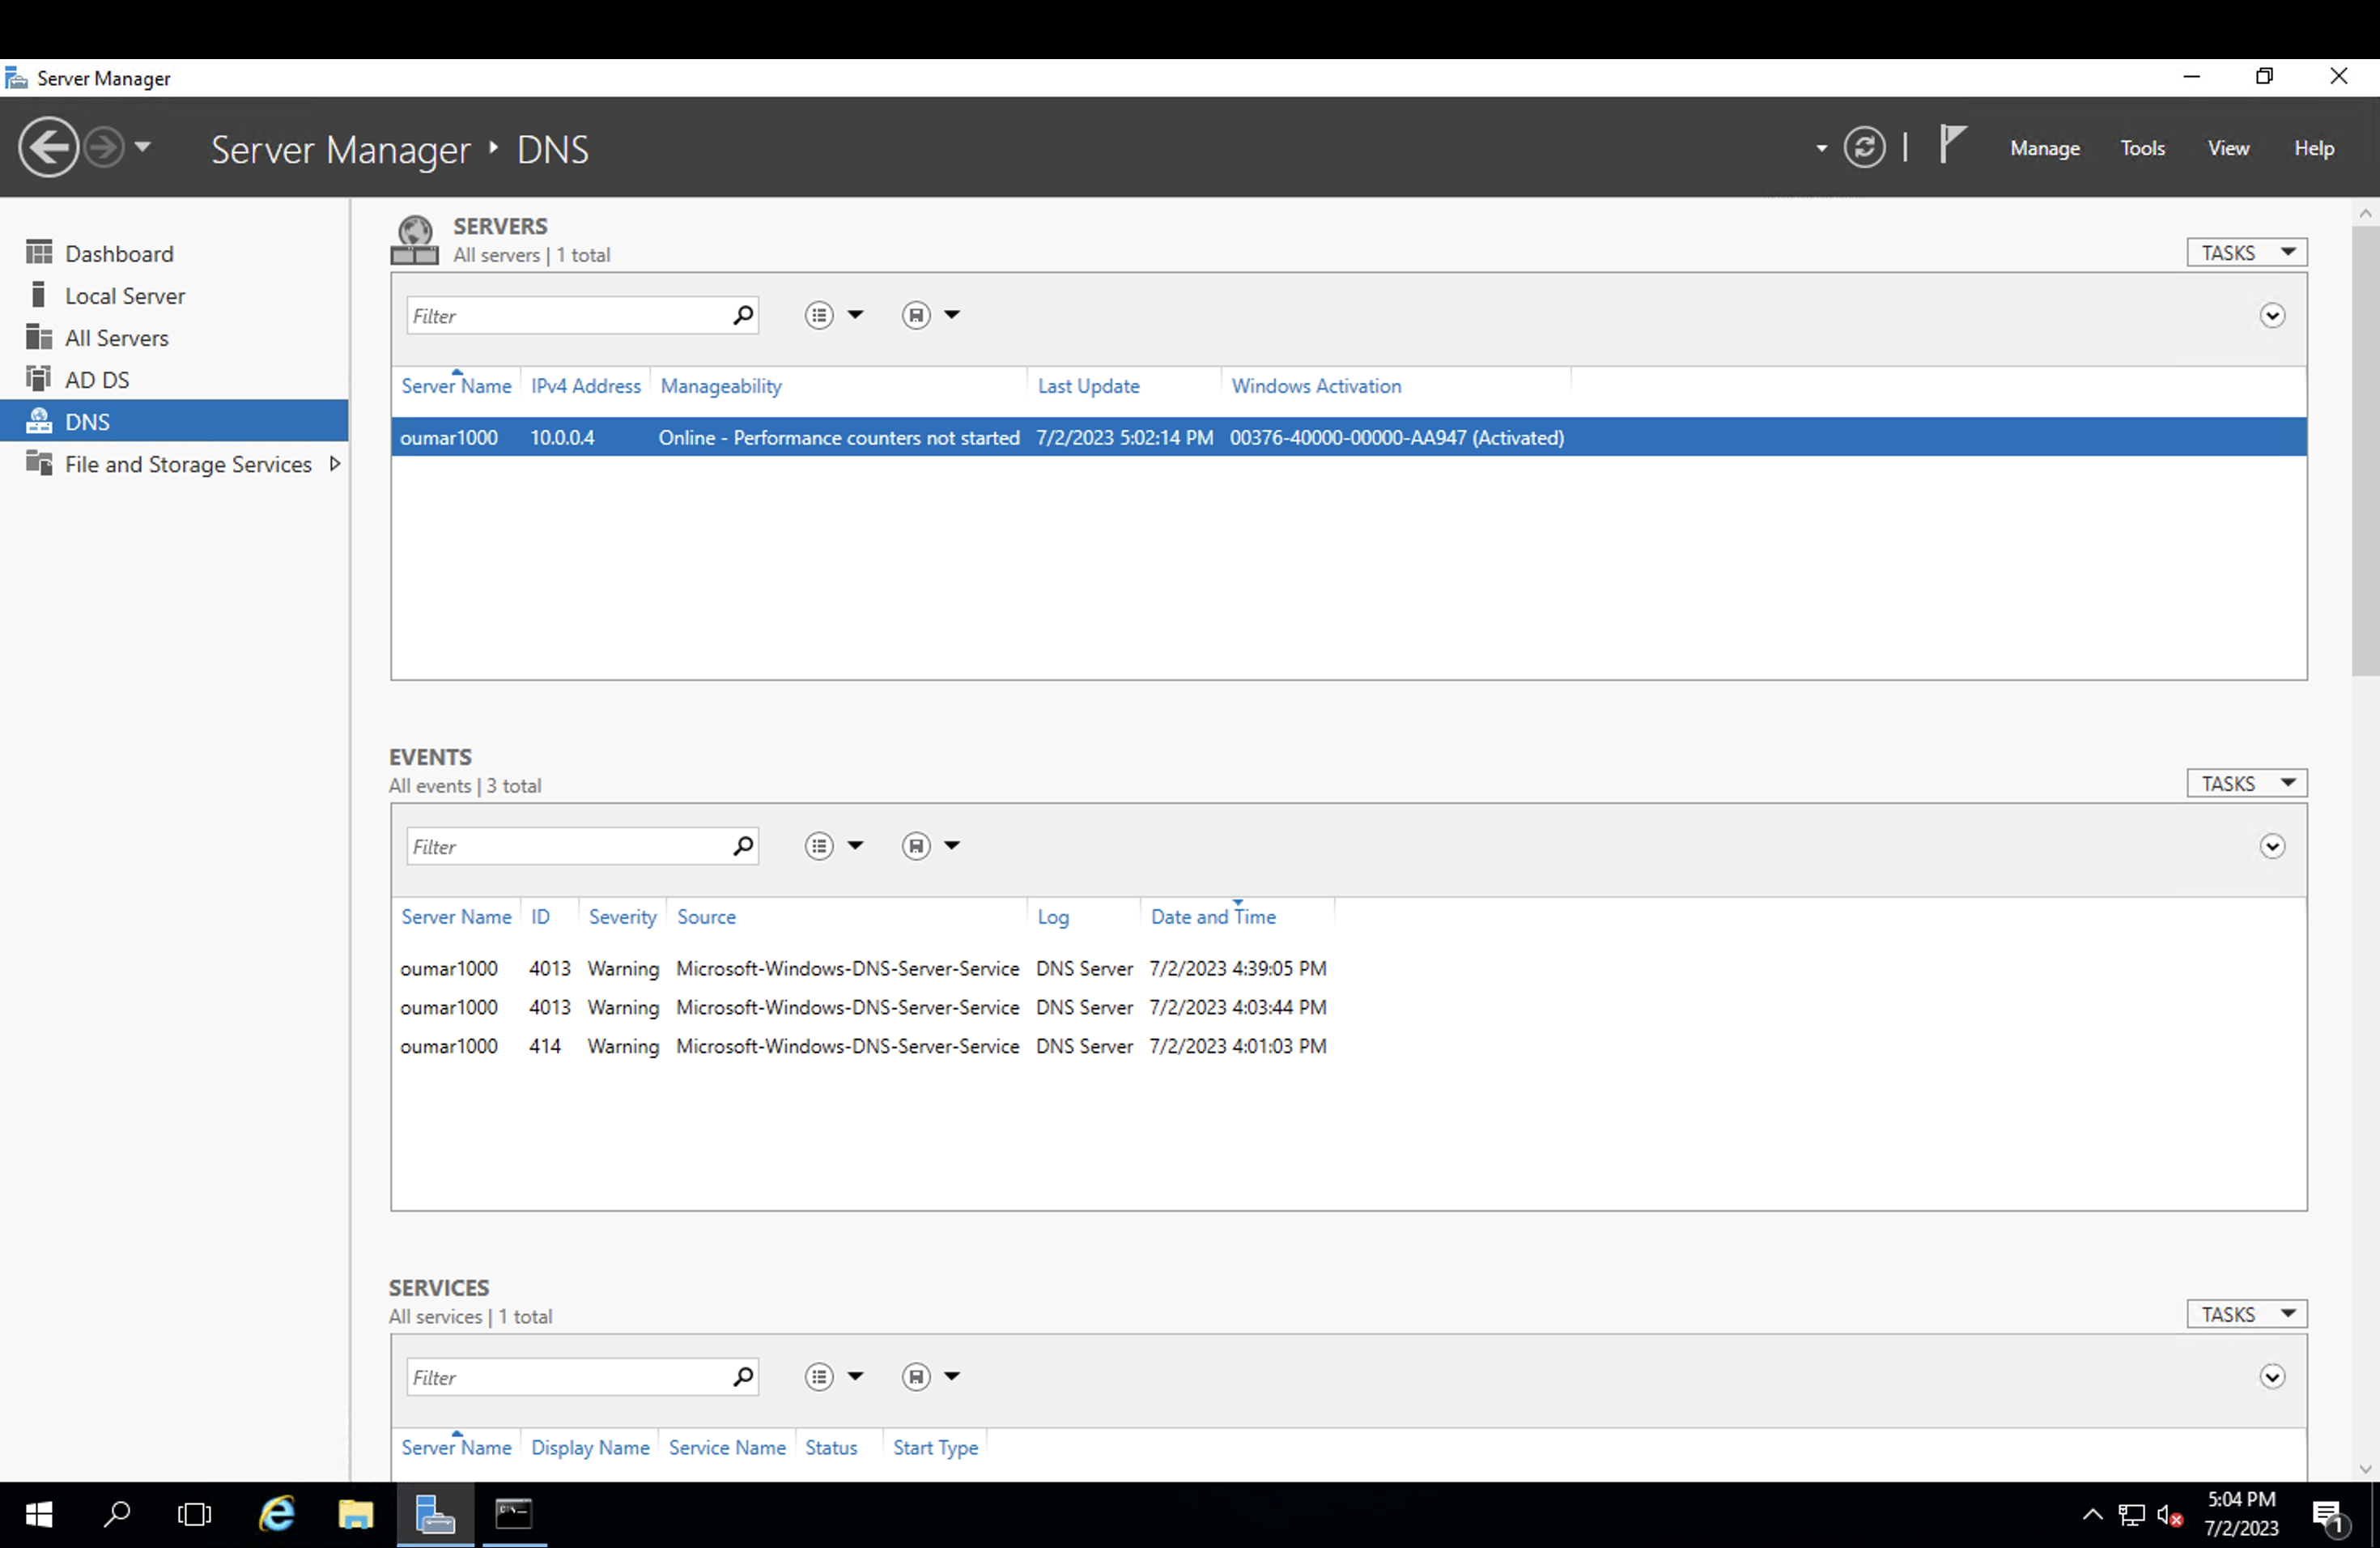 Server Manager
Server Manager DNS
Manage Tools View Help
Dashboard
Local Server
All Servers
AD DS
DNS
File and Storage Services
SERVERS
All servers | 1 total
TASKS
Filter
Server Name IPv4 Address Manageability Last Update Windows Activation
oumar1000 10.0.0.4 Online - Performance counters not started 7/2/2023 5:02:14 PM 00376-40000-00000-AA947 (Activated)
EVENTS
All events | 3 total
TASKS
Filter
Server Name ID Severity Source Log Date and Time
oumar1000 4013 Warning Microsoft-Windows-DNS-Server-Service DNS Server 7/2/2023 4:39:05 PM
oumar1000 4013 Warning Microsoft-Windows-DNS-Server-Service DNS Server 7/2/2023 4:03:44 PM
oumar1000 414 Warning Microsoft-Windows-DNS-Server-Service DNS Server 7/2/2023 4:01:03 PM
SERVICES
All services | 1 total
TASKS
Filter
Server Name Display Name Service Name Status Start Type
5:04 PM
7/2/2023
1